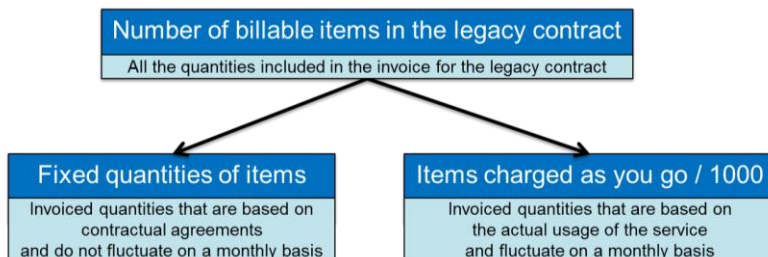 Number of billable items in the legacy contract
All the quantities included in the invoice for the legacy contract
Fixed quantities of items
Invoiced quantities that are based on
contractual agreements
and do not fluctuate on a monthly basis
Items charged as you go / 1000
Invoiced quantities that are based on
the actual usage of the service
and fluctuate on a monthly basis